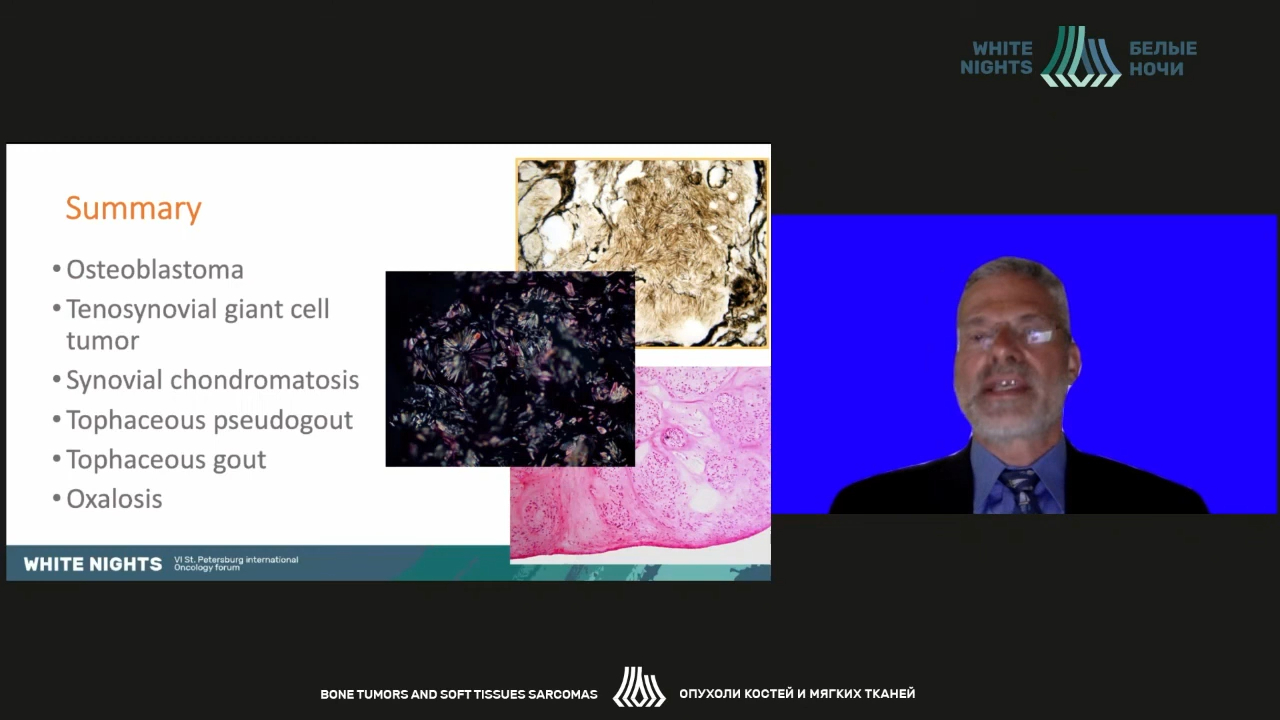 WHITE
NIGHTS
БЕЛЫЕ
НОЧИ
Summary
• Osteoblastoma
• Tenosynovial giant cell
tumor
• Synovial chondromatosis
• Tophaceous pseudogout
• Tophaceous gout
• Oxalosis
WHITE NIGHTS
VI St. Petersburg international
Oncology forum
BONE TUMORS AND SOFT TISSUES SARCOMAS
ОПУХОЛИ КОСТЕЙ И МЯГКИХ ТКАНЕЙ